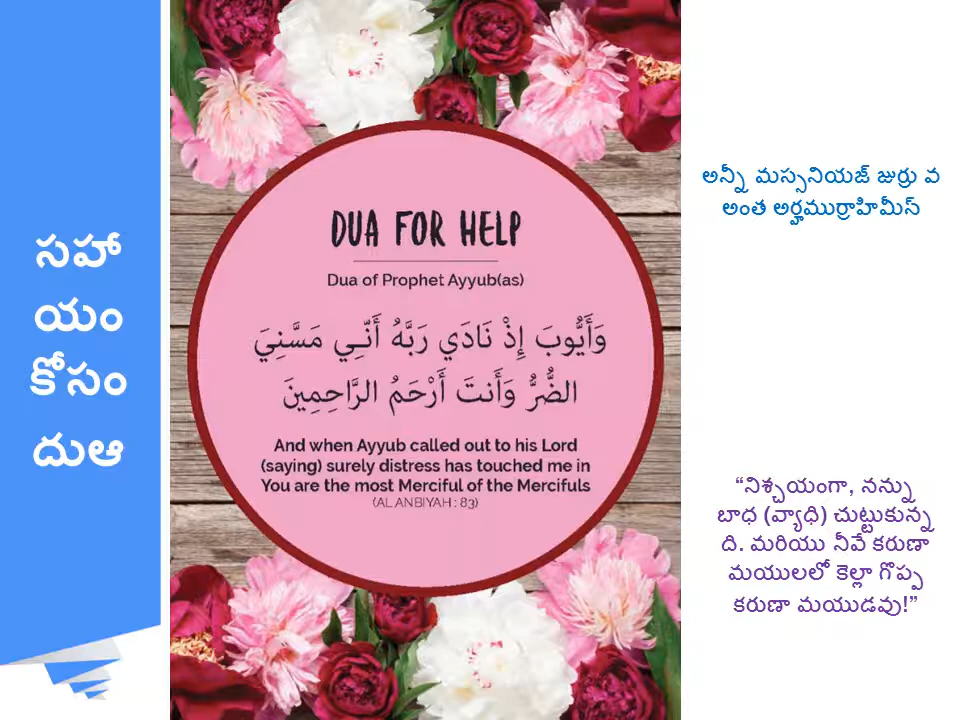 సహా
యం
కోసం
దుఆ
DUA FOR HELP
Dua of Prophet Ayyub(as)
وَأَيُّوبَ إِذْ نَادَي رَبَّهُ أَنِّي مَسَّنِيَ
الضُّرُّ وَأَنتَ أَرْحَمُ الرَّاحِمِينَ
And when Ayyub called out to his Lord
(saying) surely distress has touched me in
You are the most Merciful of the Mercifuls
(AL ANBIYAH : 83)
అన్నీ మస్సనియజ్ జుర్రు వ
అంత అర్హముర్రాహిమీన్
“నిశ్చయంగా, నన్ను
బాధ (వ్యాధి) చుట్టుకున్న
ది. మరియు నీవే కరుణా
మయులలో కెల్లా గొప్ప
కరుణా మయుడవు!”